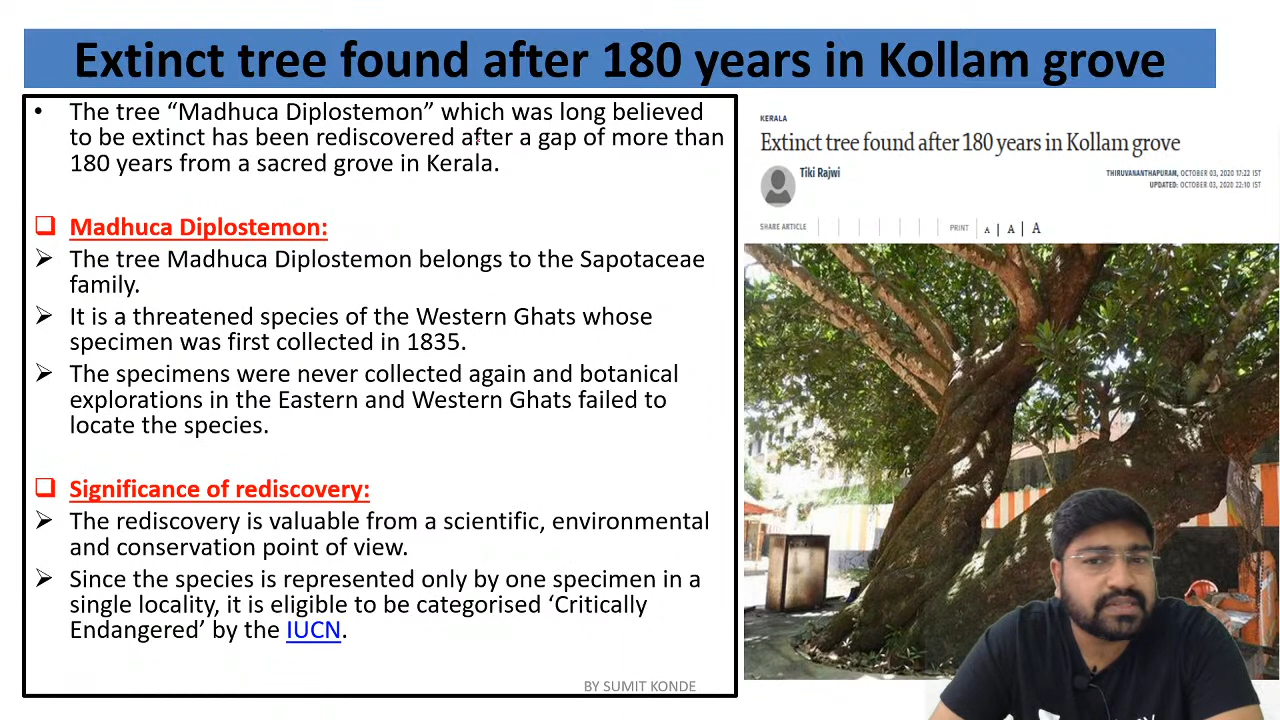 Extinct tree found after 180 years in Kollam grove
• The tree “Madhuca Diplostemon” which was long believed
to be extinct has been rediscovered after a gap of more than
180 years from a sacred grove in Kerala.
Madhuca Diplostemon:
The tree Madhuca Diplostemon belongs to the Sapotaceae
family.
It is a threatened species of the Western Ghats whose
specimen was first collected in 1835.
The specimens were never collected again and botanical
explorations in the Eastern and Western Ghats failed to
locate the species.
Significance of rediscovery:
The rediscovery is valuable from a scientific, environmental
and conservation point of view.
Since the species is represented only by one specimen in a
single locality, it is eligible to be categorised ‘Critically
Endangered’ by the IUCN.
BY SUMIT KONDE
KERALA
Extinct tree found after 180 years in Kollam grove
Tiki Rajwi
THIRUVANANTHAPURAM, OCTOBER 03, 2020 17:22 IST
UPDATED: OCTOBER 03, 2020 22:10 IST
SHARE ARTICLE PRINT A | A | A